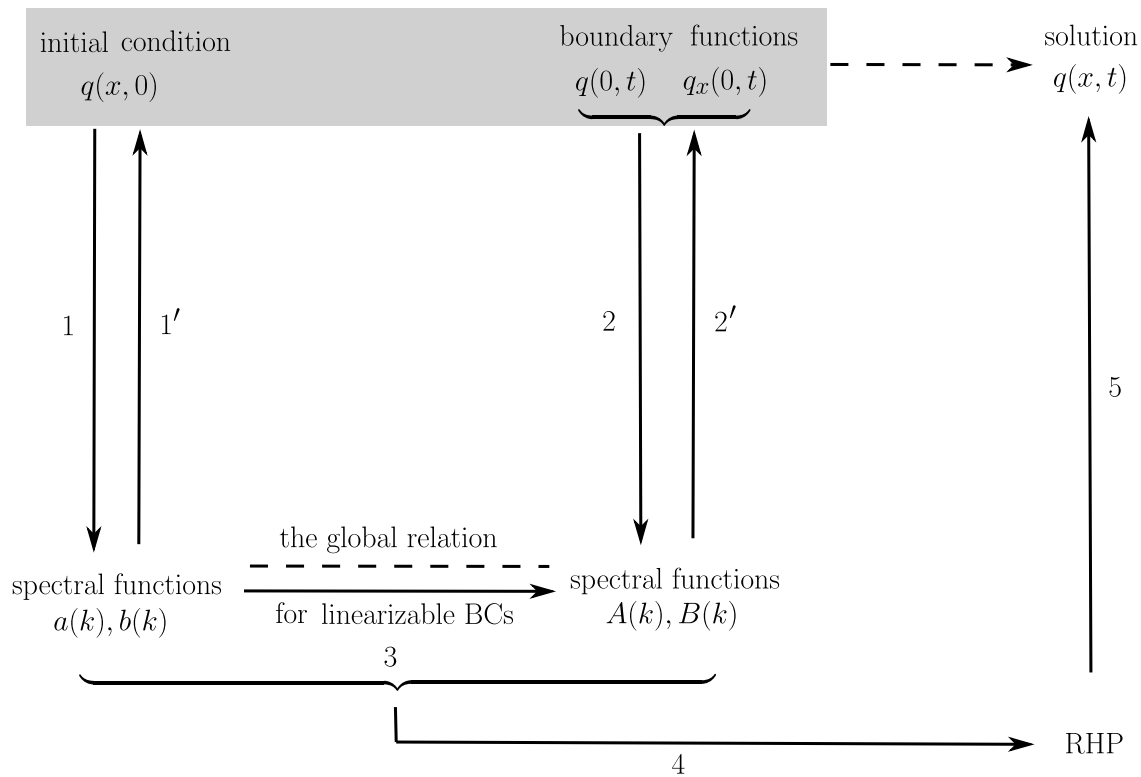 initial condition
q(x, 0)
boundary functions
q(0, t) q_x(0, t)
solution
q(x, t)
1
1′
2
2′
5
the global relation
spectral functions
a(k), b(k)
for linearizable BCs
spectral functions
A(k), B(k)
3
4
RHP